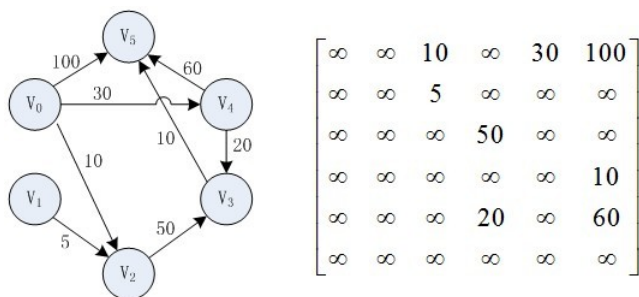 V5
100
60
V0
30
V4
10
20
10
V1
V3
5
50
V2
∞ ∞ 10 ∞ 30 100
∞ ∞ 5 ∞ ∞ ∞
∞ ∞ ∞ 50 ∞ ∞
∞ ∞ ∞ ∞ ∞ 10
∞ ∞ ∞ 20 ∞ 60
∞ ∞ ∞ ∞ ∞ ∞